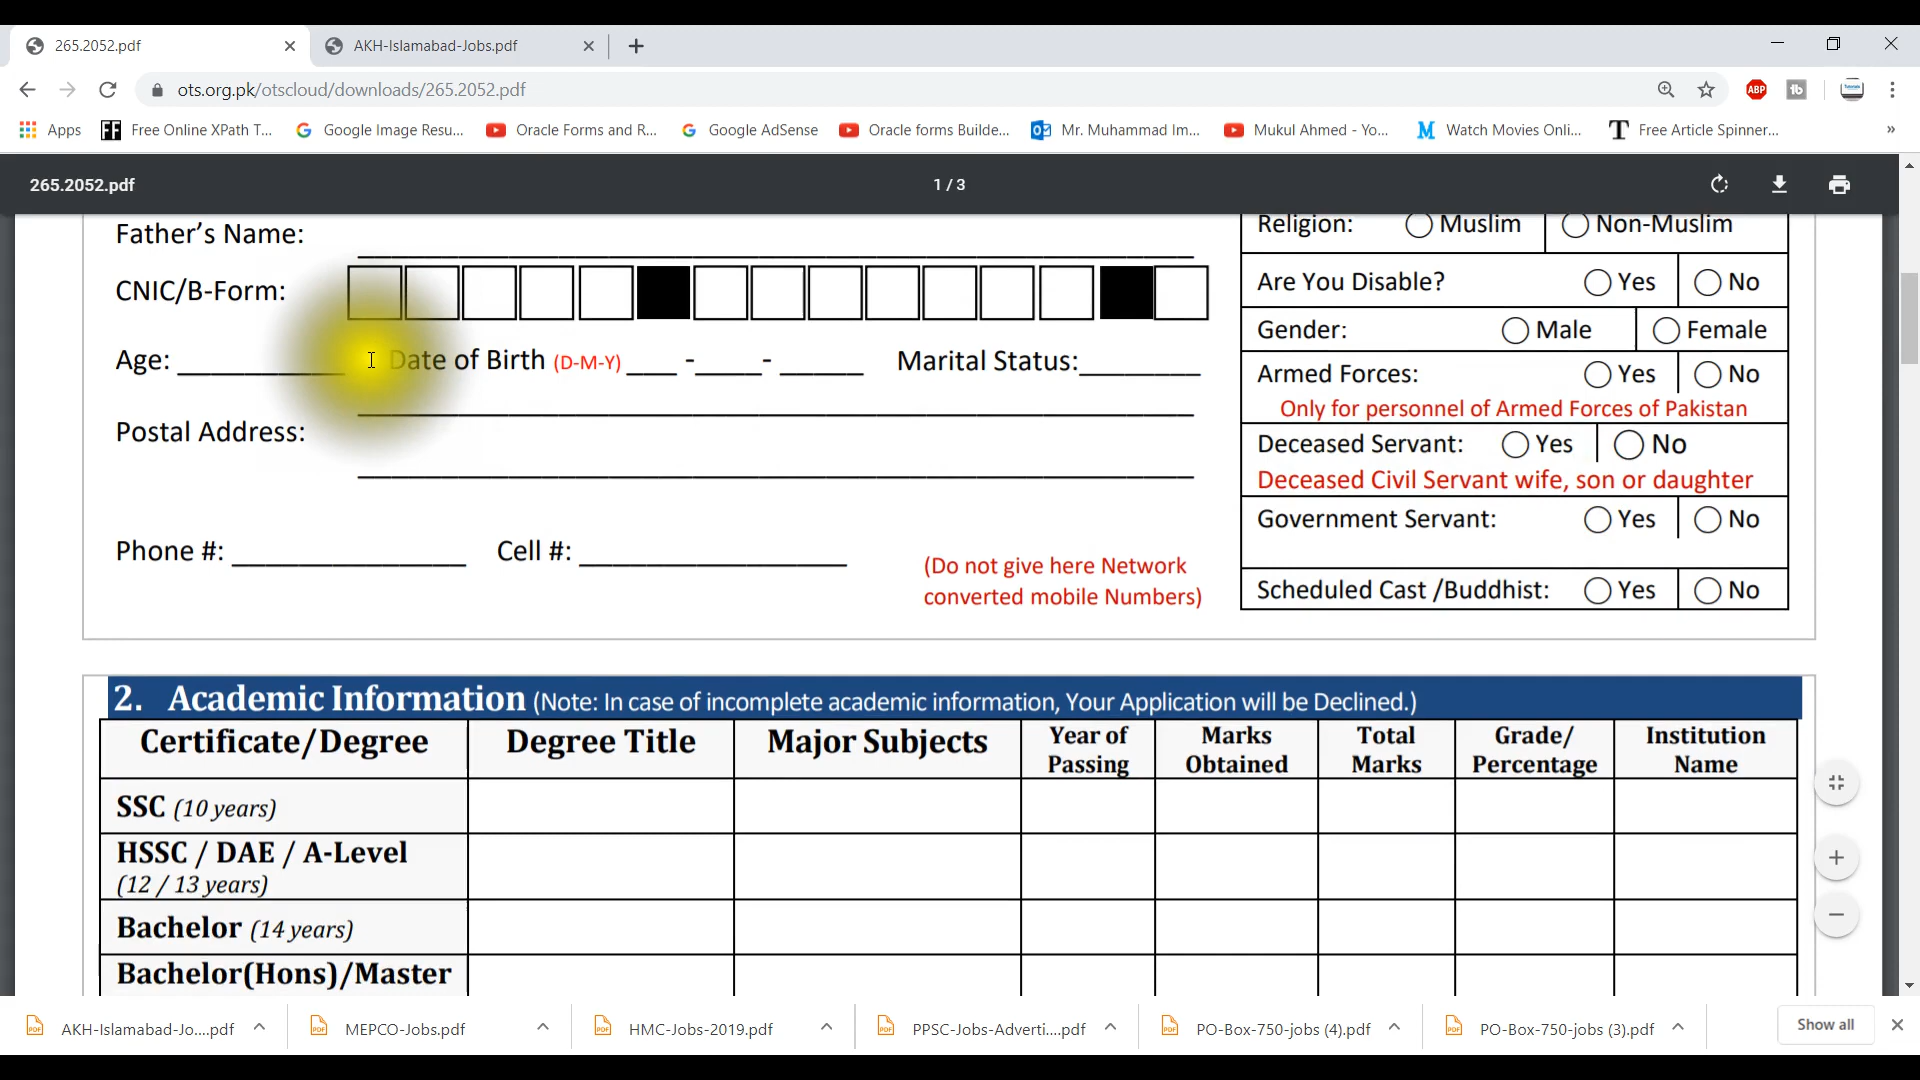 265.2052.pdf
AKH-Islamabad-Jobs.pdf
ots.org.pk/otscloud/downloads/265.2052.pdf
ABP
tb
Apps
FF Free Online XPath T...
Google Image Resu...
Oracle Forms and R...
Google AdSense
Oracle forms Builde...
Mr. Muhammad Im...
Mukul Ahmed - Yo...
M Watch Movies Onli...
T Free Article Spinner...
»
265.2052.pdf
1 / 3
Father's Name:
CNIC/B-Form:
Age: Date of Birth (D-M-Y) ____ -_____- ______ Marital Status:________
Postal Address:
Phone #: Cell #:
(Do not give here Network
converted mobile Numbers)
Religion: Muslim Non-Muslim
Are You Disable? Yes No
Gender: Male Female
Armed Forces: Yes No
Only for personnel of Armed Forces of Pakistan
Deceased Servant: Yes No
Deceased Civil Servant wife, son or daughter
Government Servant: Yes No
Scheduled Cast /Buddhist: Yes No
2. Academic Information (Note: In case of incomplete academic information, Your Application will be Declined.)
Certificate/Degree
Degree Title
Major Subjects
Year of
Passing
Marks
Obtained
Total
Marks
Grade/
Percentage
Institution
Name
SSC (10 years)
HSSC / DAE / A-Level
(12 / 13 years)
Bachelor (14 years)
Bachelor(Hons)/Master
AKH-Islamabad-Jo....pdf
MEPCO-Jobs.pdf
HMC-Jobs-2019.pdf
PPSC-Jobs-Adverti....pdf
PO-Box-750-jobs (4).pdf
PO-Box-750-jobs (3).pdf
Show all